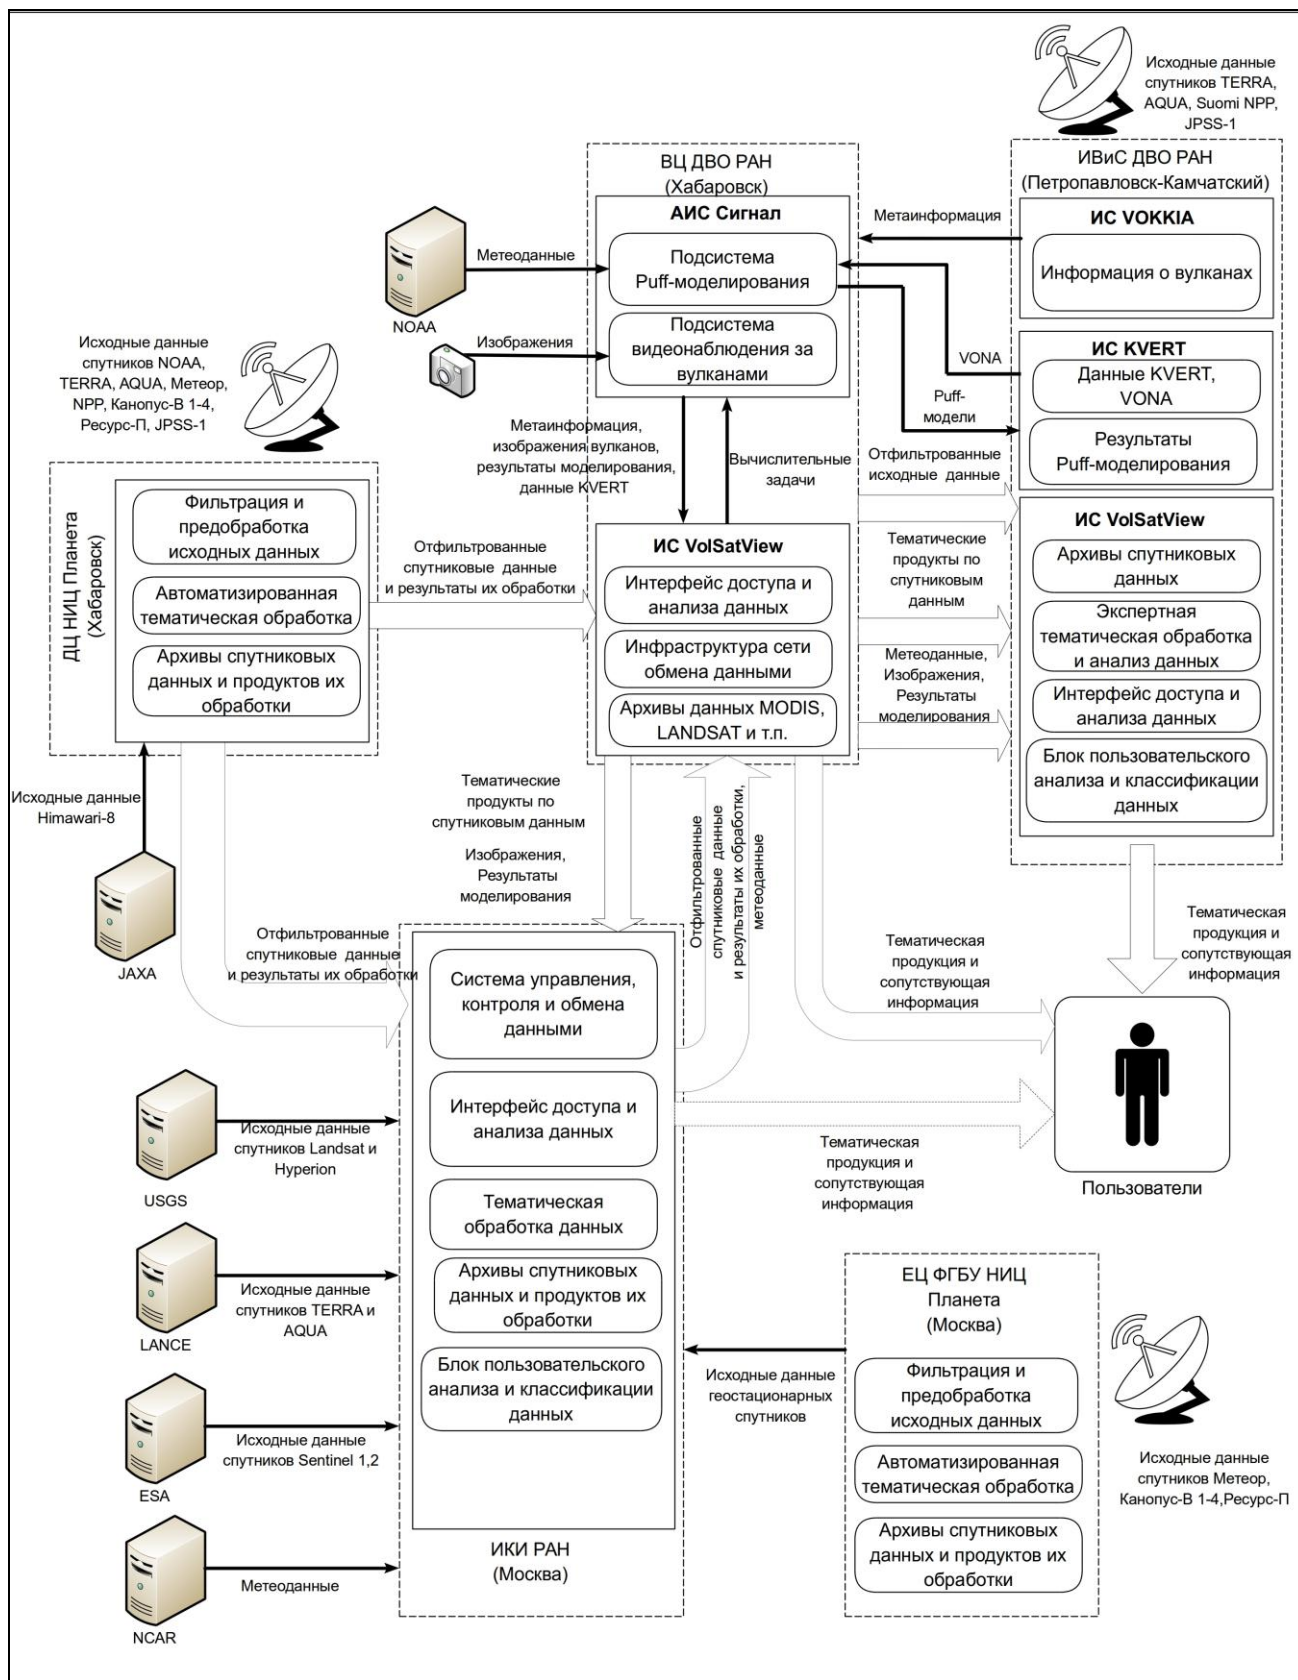 Исходные данные
спутников TERRA,
AQUA, Suomi NPP,
JPSS-1
ВЦ ДВО РАН
(Хабаровск)
ИВиС ДВО РАН
(Петропавловск-Камчатский)
АИС Сигнал
Подсистема
Puff-моделирования
Подсистема
видеонаблюдения за
вулканами
Метаинформация
ИС VOKKIA
Информация о вулканах
Метеоданные
NOAA
Изображения
VONA
Puff-
модели
ИС KVERT
Данные KVERT,
VONA
Результаты
Puff-моделирования
Исходные данные
спутников NOAA,
TERRA, AQUA, Метеор,
NPP, Канопус-В 1-4,
Ресурс-П, JPSS-1
Метаинформация,
изображения вулканов,
результаты моделирования,
данные KVERT
Вычислительные
задачи
Отфильтрованные
исходные данные
ДЦ НИЦ Планета
(Хабаровск)
Фильтрация и
предобработка
исходных данных
Автоматизированная
тематическая обработка
Архивы спутниковых
данных и продуктов их
обработки
Отфильтрованные
спутниковые данные
и результаты их обработки
ИС VolSatView
Интерфейс доступа и
анализа данных
Инфраструктура сети
обмена данными
Архивы данных MODIS,
LANDSAT и т.п.
Тематические
продукты по
спутниковым
данным
Метеоданные,
Изображения,
Результаты
моделирования
ИС VolSatView
Архивы спутниковых
данных
Экспертная
тематическая обработка
и анализ данных
Интерфейс доступа и
анализа данных
Блок пользовательского
анализа и классификации
данных
Исходные данные
Himawari-8
JAXA
Тематические
продукты по
спутниковым данным
Изображения,
Результаты
моделирования
Отфильтрованные
спутниковые данные
и результаты их обработки,
метеоданные
Отфильтрованные
спутниковые данные
и результаты их обработки
Тематическая
продукция и
сопутствующая
информация
Тематическая
продукция и
сопутствующая
информация
Система управления,
контроля и обмена
данными
Интерфейс доступа и
анализа данных
Тематическая
обработка данных
Архивы спутниковых
данных и продуктов их
обработки
Блок пользовательского
анализа и классификации
данных
ИКИ РАН
(Москва)
Исходные данные
спутников Landsat и
Hyperion
USGS
Исходные данные
спутников TERRA и
AQUA
LANCE
Исходные данные
спутников Sentinel 1,2
ESA
Метеоданные
NCAR
Тематическая
продукция и
сопутствующая
информация
Пользователи
Исходные данные
геостационарных
спутников
ЕЦ ФГБУ НИЦ
Планета
(Москва)
Фильтрация и
предобработка
исходных данных
Автоматизированная
тематическая обработка
Архивы спутниковых
данных и продуктов их
обработки
Исходные данные
спутников Метеор,
Канопус-В 1-4,Ресурс-П